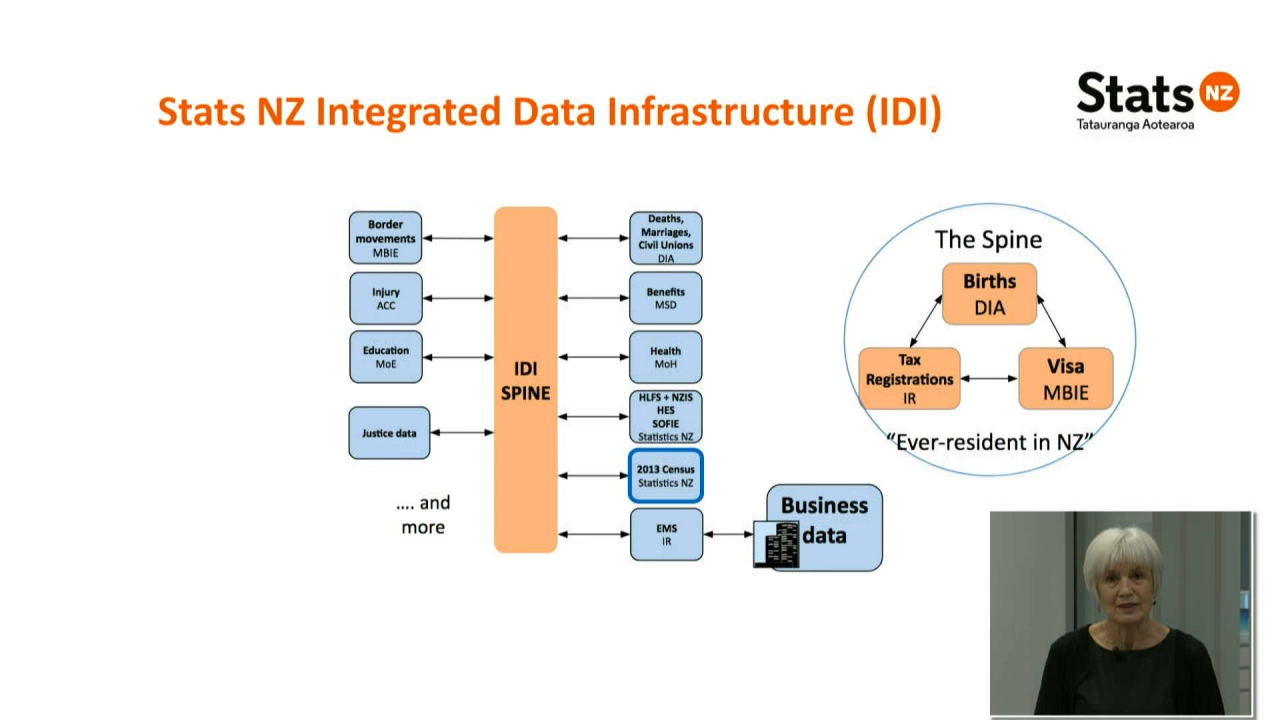 Stats NZ Integrated Data Infrastructure (IDI)
Stats NZ
Tatauranga Aotearoa
Border
movements
MBIE
Injury
ACC
Education
MoE
Justice data
.... and
more
IDI
SPINE
Deaths,
Marriages,
Civil Unions
DIA
Benefits
MSD
Health
MoH
HLFS + NZIS
HES
SOFIE
Statistics NZ
2013 Census
Statistics NZ
EMS
IR
Business
data
The Spine
Births
DIA
Tax
Registrations
IR
Visa
MBIE
“Ever-resident in NZ”